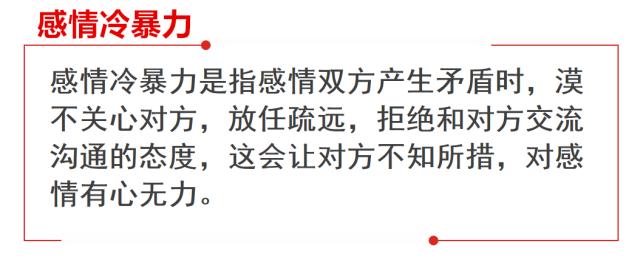 感情冷暴力
感情冷暴力是指感情双方产生矛盾时，漠
不关心对方，放任疏远，拒绝和对方交流
沟通的态度，这会让对方不知所措，对感
情有心无力。